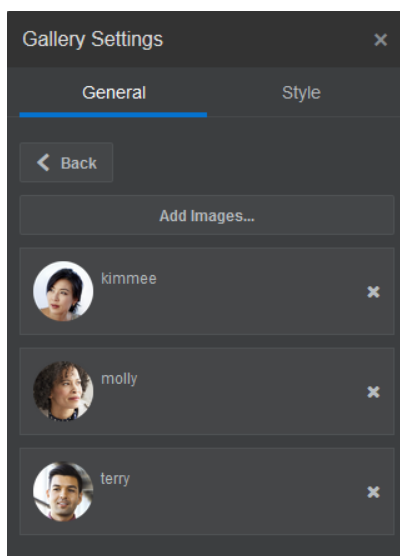 Gallery Settings
General
Style
Back
Add Images...
kimmee
molly
terry